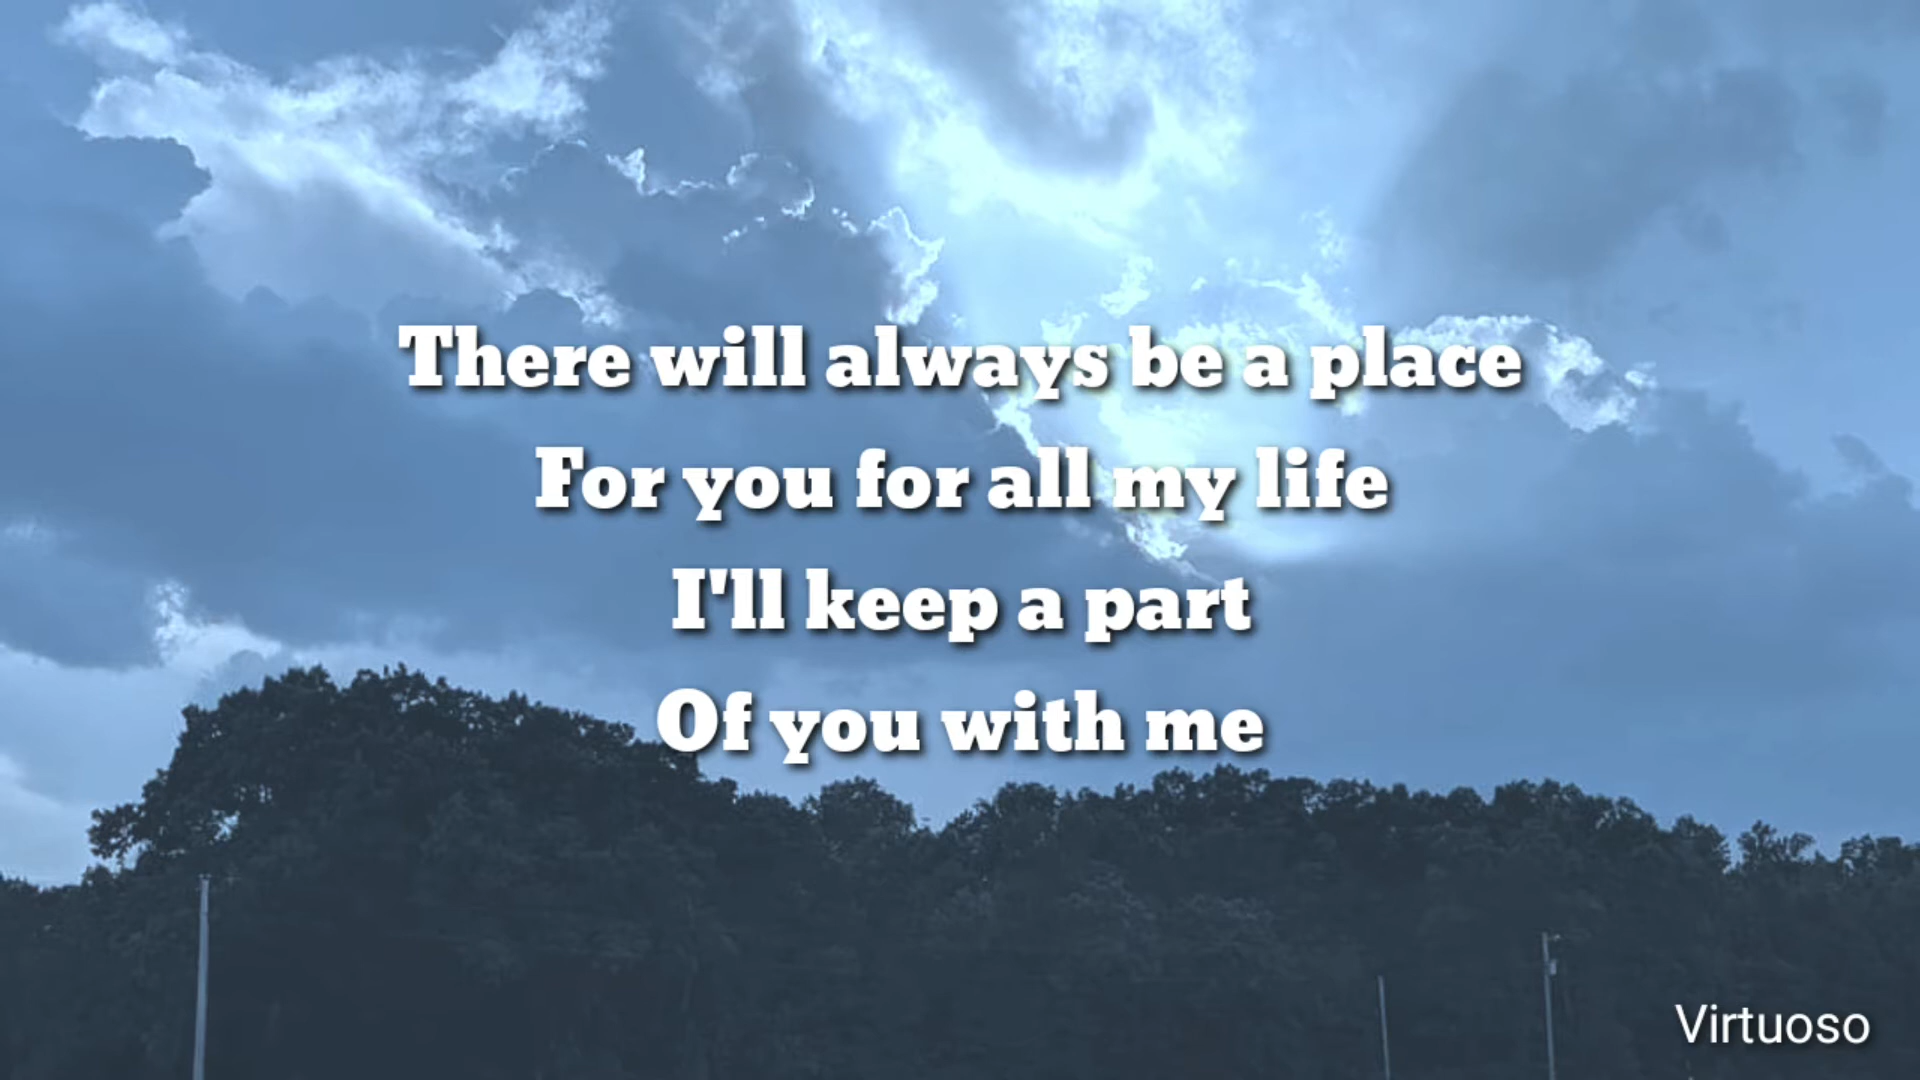 There will always be a place
For you for all my life
I'll keep a part
Of you with me
Virtuoso